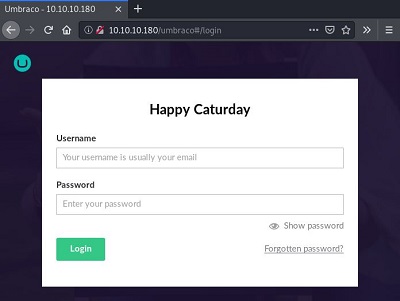 Umbraco - 10.10.10.180
10.10.10.180/umbraco#/login
Happy Caturday
Username
Your username is usually your email
Password
Enter your password
Show password
Login
Forgotten password?